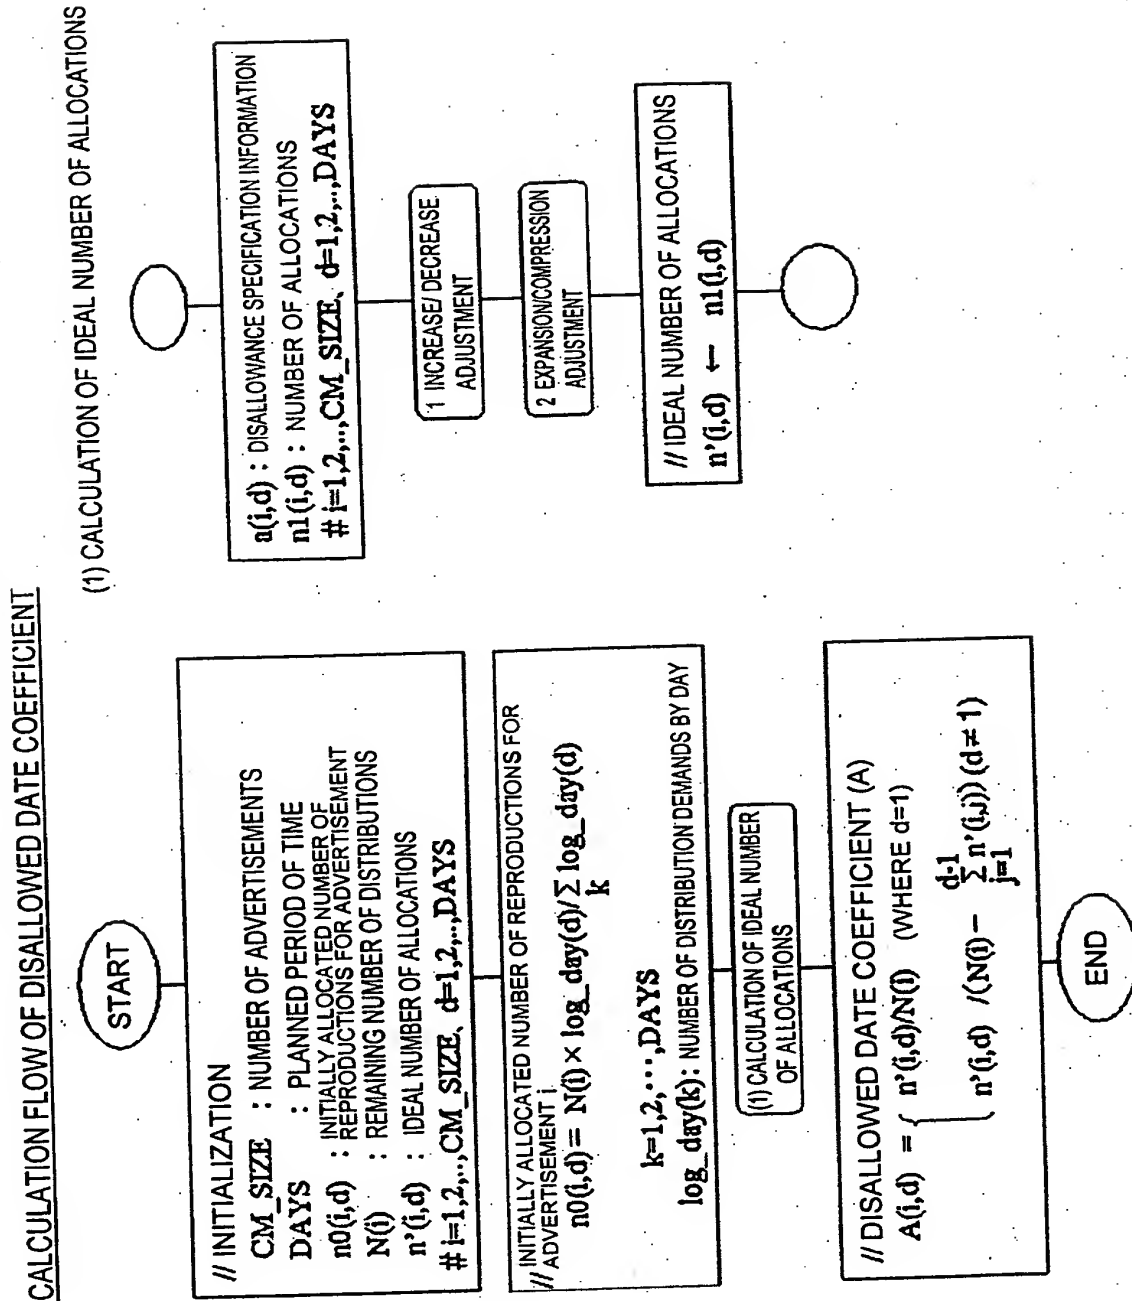 CALCULATION FLOW OF DISALLOWED DATE COEFFICIENT
START
// INITIALIZATION
CM_SIZE : NUMBER OF ADVERTISEMENTS
DAYS : PLANNED PERIOD OF TIME
n0(i,d) : INITIALLY ALLOCATED NUMBER OF
REPRODUCTIONS FOR ADVERTISEMENT
N(i) : REMAINING NUMBER OF DISTRIBUTIONS
n'(i,d) : IDEAL NUMBER OF ALLOCATIONS
# i=1,2,..,CM_SIZE、d=1,2,..,DAYS
// INITIALLY ALLOCATED NUMBER OF REPRODUCTIONS FOR
ADVERTISEMENT i
n0(i,d) = N(i) × log_day(d)/ Σ log_day(d)
k
k=1,2,···,DAYS
log_day(k): NUMBER OF DISTRIBUTION DEMANDS BY DAY
(1) CALCULATION OF IDEAL NUMBER
OF ALLOCATIONS
// DISALLOWED DATE COEFFICIENT (A)
A(i,d) = { n'(i,d)/N(i) (WHERE d=1)
d-1
n'(i,d) /(N(i) − Σ n'(i,j)) (d≠1)
j=1
END
(1) CALCULATION OF IDEAL NUMBER OF ALLOCATIONS
a(i,d) : DISALLOWANCE SPECIFICATION INFORMATION
n1(i,d) : NUMBER OF ALLOCATIONS
# i=1,2,..,CM_SIZE、d=1,2,..,DAYS
1 INCREASE/ DECREASE
ADJUSTMENT
2 EXPANSION/COMPRESSION
ADJUSTMENT
// IDEAL NUMBER OF ALLOCATIONS
n'(i,d) ← n1(i,d)